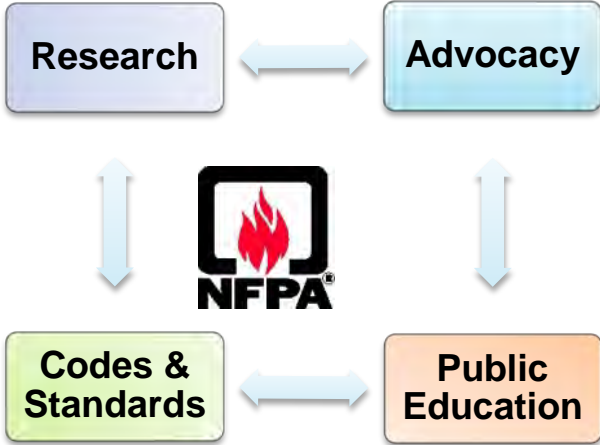 Research
Advocacy
NFPA®
Codes &
Standards
Public
Education